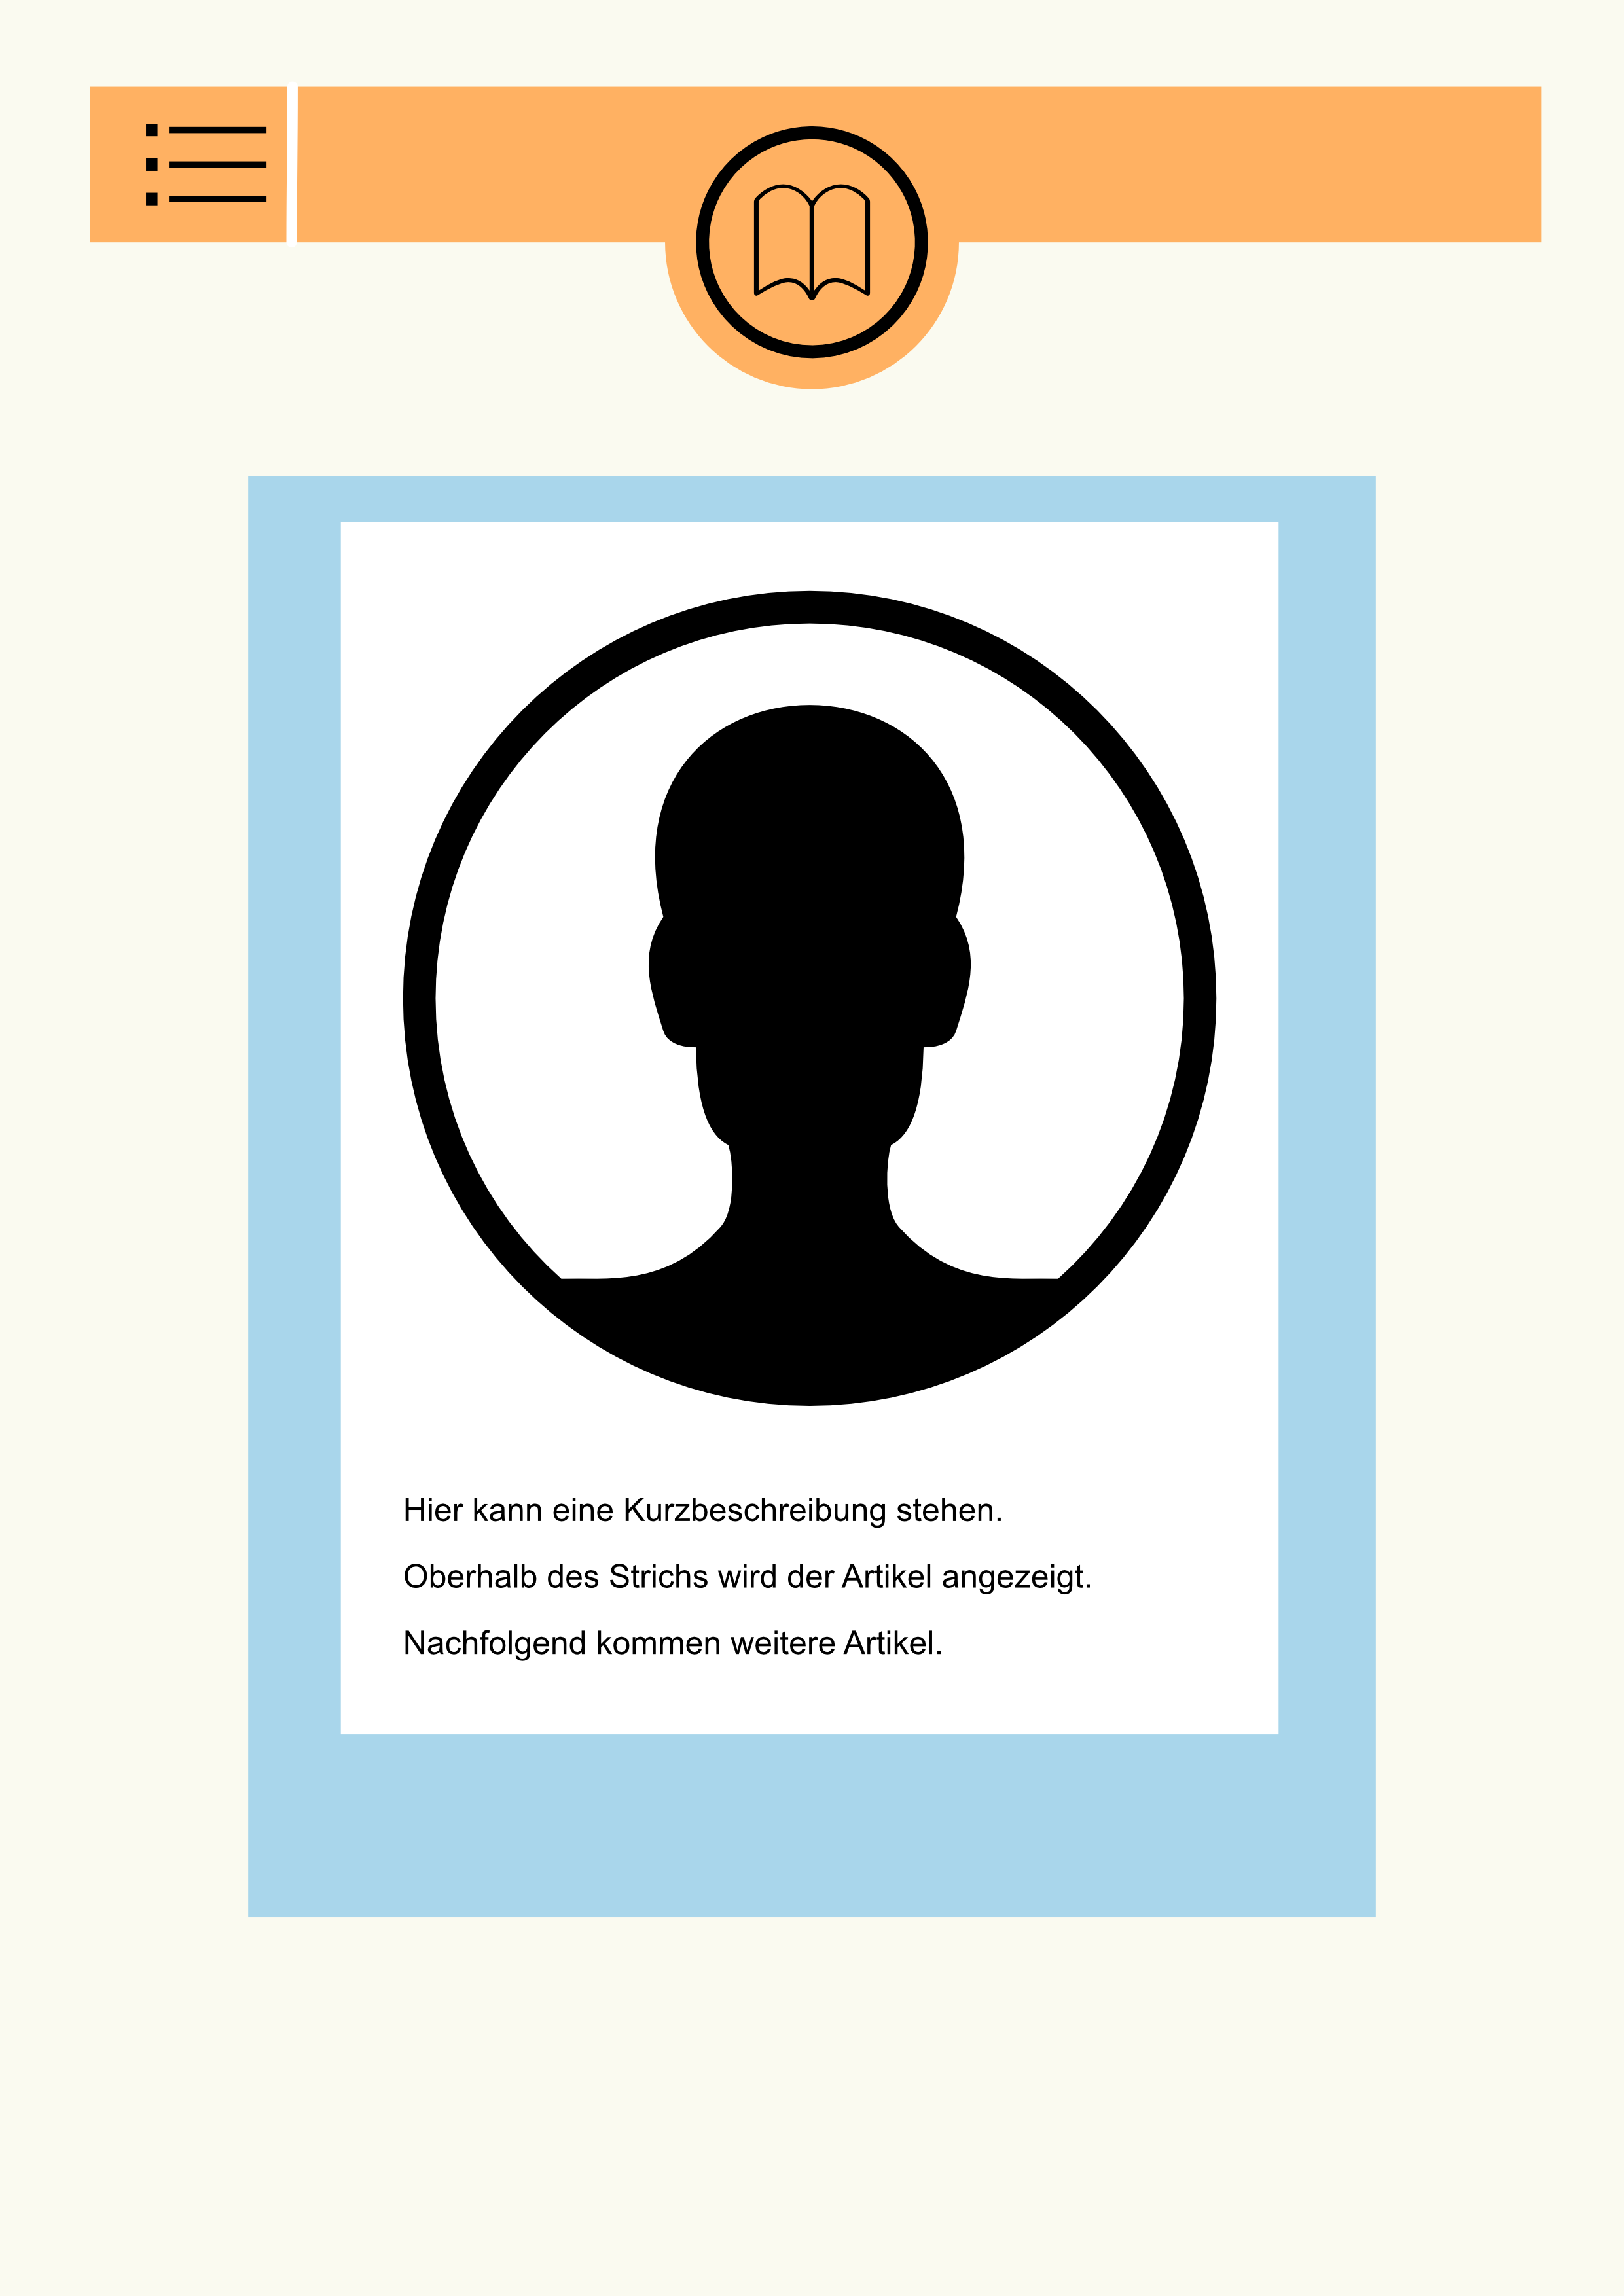 Hier kann eine Kurzbeschreibung stehen.
Oberhalb des Strichs wird der Artikel angezeigt.
Nachfolgend kommen weitere Artikel.